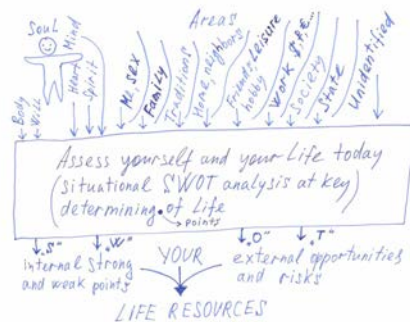 Soul
Areas
Body
Will
Heart
Mind
Spirit
Me, sex
Family
Traditions
Home, neighbors
Friends, Leisure
hobby
Work $,₽,€...
Society
State
Unidentified
Assess yourself and your Life today
(situational SWOT analysis at key
determining • of Life)
points
"S"
"W"
"O"
"T"
internal strong
and weak points
YOUR
external opportunities
and risks
LIFE RESOURCES